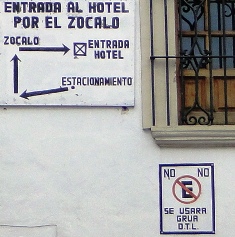 ENTRADA AL HOTEL
POR EL ZOCALO
ZOCALO
ENTRADA
HOTEL
ESTACIONAMIENTO
NO NO
E
SE USARA
GRUA
D.T.L.